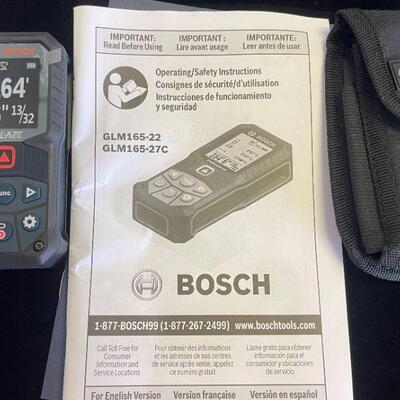 BOSCH
64'
13/32
BLAZE
Func
IMPORTANT: IMPORTANT: IMPORTANTE:
Read Before Using Lire avant usage Leer antes de usar
Operating/Safety Instructions
Consignes de sécurité/d'utilisation
Instrucciones de funcionamiento
y seguridad
GLM165-22
GLM165-27C
BOSCH
BOSCH
1-877-BOSCH99 (1-877-267-2499) www.boschtools.com
Call Toll Free for
Consumer
Information and
Service Locations
Pour obtenir des informations
et les adresses de nos centres
de service après vente, appelez
ce numéro gratuit
Llame gratis para
obtener información
para el
consumidor y ubicaciones
de servicio
For English Version Version française Versión en español